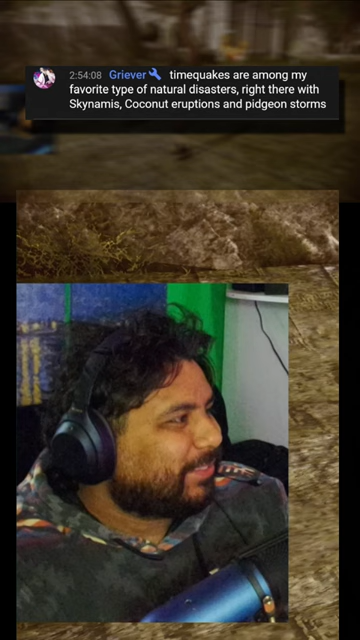 2:54:08 Griever timequakes are among my
favorite type of natural disasters, right there with
Skynamis, Coconut eruptions and pidgeon storms